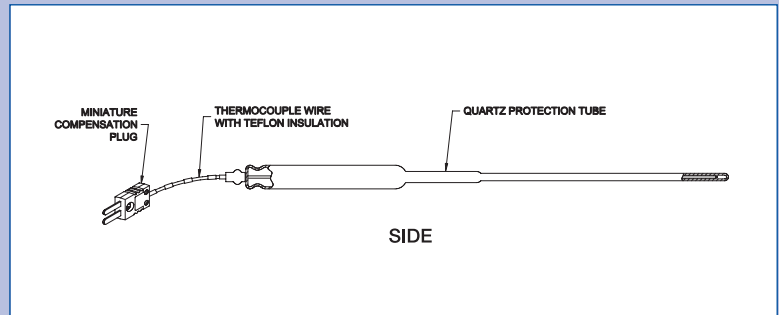 MINIATURE
COMPENSATION
PLUG
THERMOCOUPLE WIRE
WITH TEFLON INSULATION
QUARTZ PROTECTION TUBE
SIDE